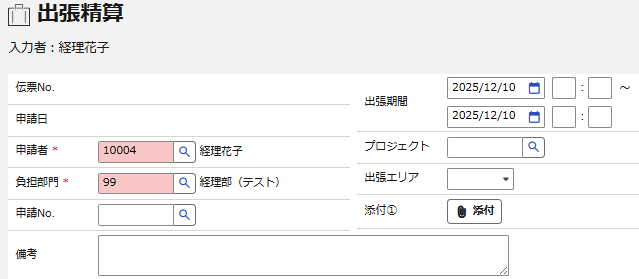 出張精算
入力者：経理花子
伝票No.
申請日
申請者 * 10004 経理花子
負担部門 * 99 経理部（テスト）
申請No.
備考
出張期間 2025/12/10 : ～
2025/12/10 :
プロジェクト
出張エリア
添付① 添付